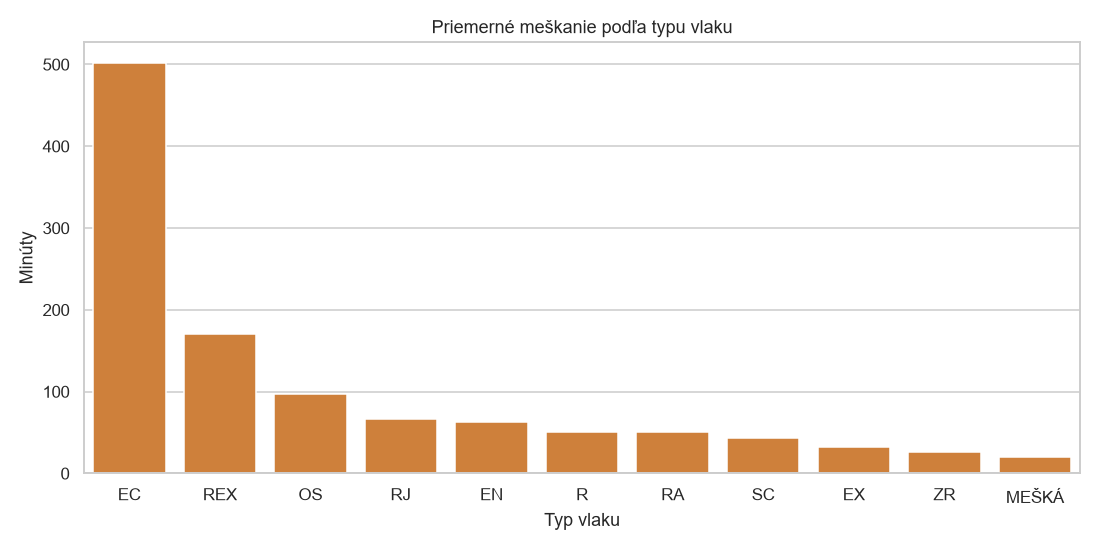 Priemerné meškanie podľa typu vlaku
Minúty
500
400
300
200
100
0
EC REX OS RJ EN R RA SC EX ZR MEŠKÁ
Typ vlaku